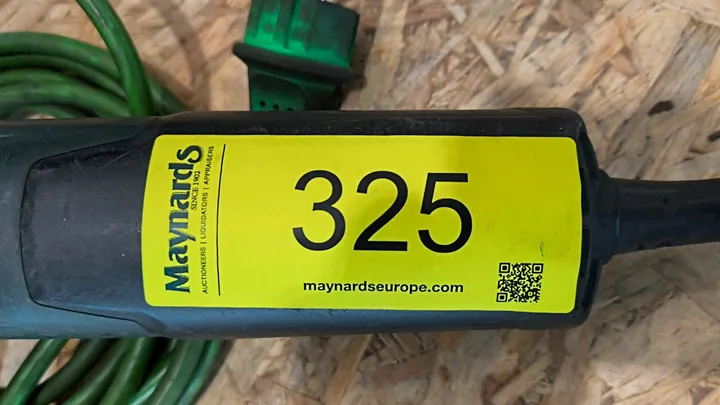 Maynards
SINCE 1902
AUCTIONEERS | LIQUIDATORS | APPRAISERS
325
maynardseurope.com